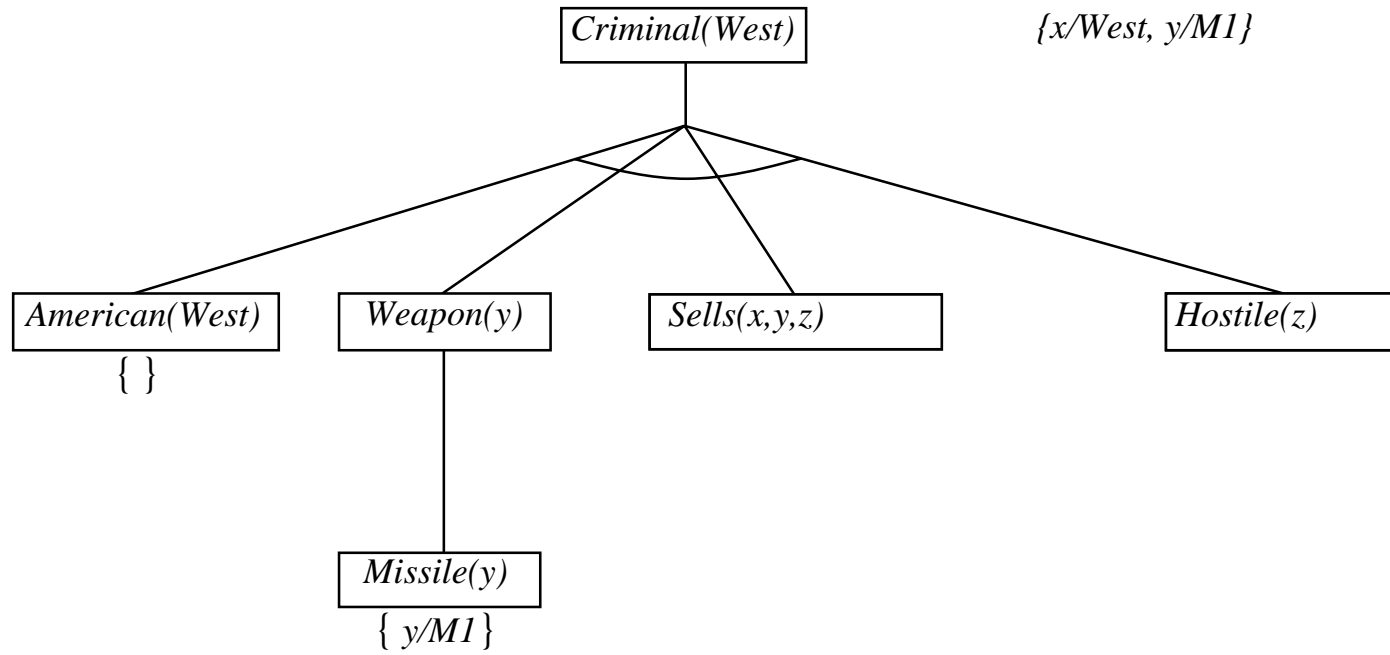 Criminal(West)
{x/West, y/M1}
American(West)
Weapon(y)
Sells(x,y,z)
Hostile(z)
{ }
Missile(y)
{ y/M1}